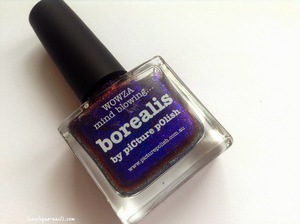 WOWZA
mind blowing...
borealis
by piCture pOlish
www.picturepolish.com.au